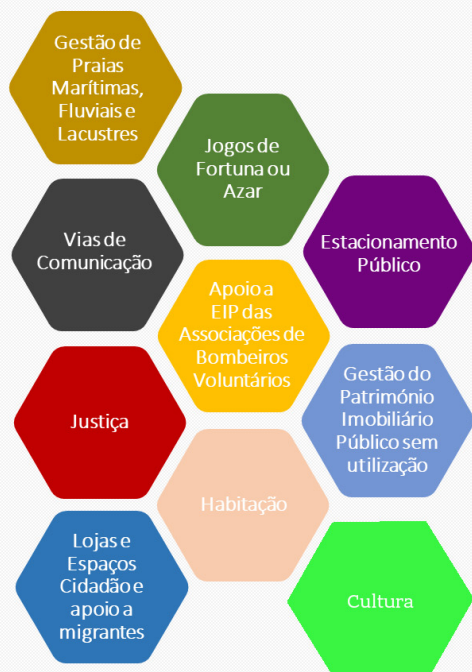 Gestão de
Praias
Marítimas,
Fluviais e
Lacustres
Jogos de
Fortuna ou
Azar
Vias de
Comunicação
Estacionamento
Público
Apoio a
EIP das
Associações de
Bombeiros
Voluntários
Justiça
Gestão do
Património
Imobiliário
Público sem
utilização
Habitação
Lojas e
Espaços
Cidadão e
apoio a
migrantes
Cultura